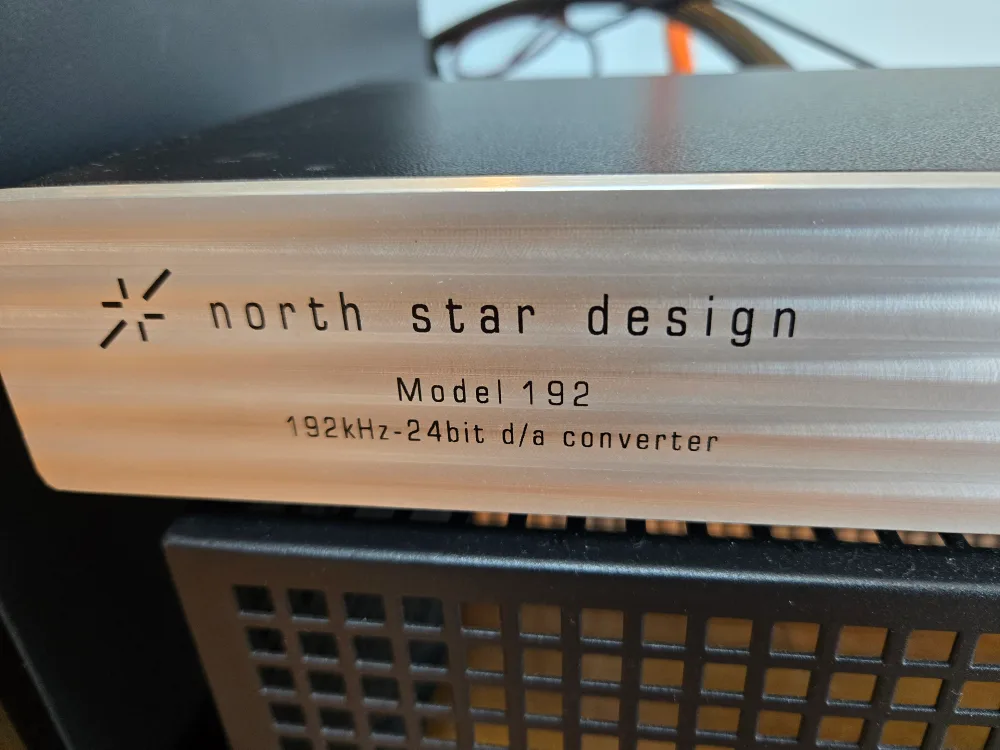 north star design
Model 192
192kHz-24bit d/a converter